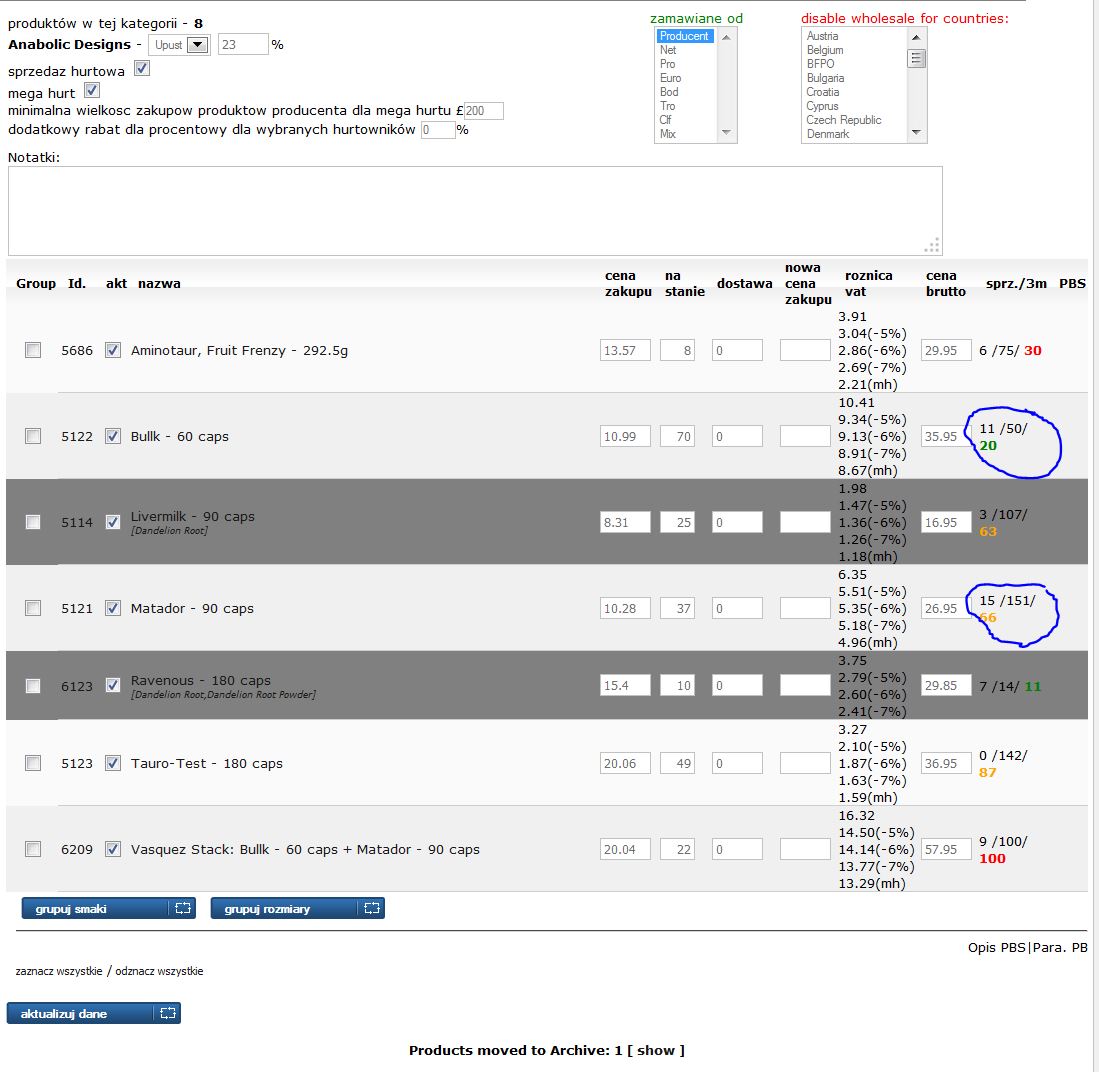 produktów w tej kategorii - 8
Anabolic Designs - Upust 23 %
sprzedaz hurtowa
mega hurt
minimalna wielkosc zakupow produktow producenta dla mega hurtu £ 200
dodatkowy rabat dla procentowy dla wybranych hurtowników 0 %
zamawiane od
Producent
Net
Pro
Euro
Bod
Tro
Clf
Mix
disable wholesale for countries:
Austria
Belgium
BFPO
Bulgaria
Croatia
Cyprus
Czech Republic
Denmark
Notatki:
Group Id. akt nazwa cena zakupu na stanie dostawa nowa cena zakupu roznica vat cena brutto sprz./3m PBS
5686 Aminotaur, Fruit Frenzy - 292.5g 13.57 8 0 29.95 6 /75/ 30
3.91
3.04(-5%)
2.86(-6%)
2.69(-7%)
2.21(mh)
5122 Bullk - 60 caps 10.99 70 0 35.95 11 /50/ 20
10.41
9.34(-5%)
9.13(-6%)
8.91(-7%)
8.67(mh)
5114 Livermilk - 90 caps 8.31 25 0 16.95 3 /107/ 63
[Dandelion Root]
1.98
1.47(-5%)
1.36(-6%)
1.26(-7%)
1.18(mh)
5121 Matador - 90 caps 10.28 37 0 26.95 15 /151/ 66
6.35
5.51(-5%)
5.35(-6%)
5.18(-7%)
4.96(mh)
6123 Ravenous - 180 caps 15.4 10 0 29.85 7 /14/ 11
[Dandelion Root,Dandelion Root Powder]
3.75
2.79(-5%)
2.60(-6%)
2.41(-7%)
5123 Tauro-Test - 180 caps 20.06 49 0 36.95 0 /142/ 87
3.27
2.10(-5%)
1.87(-6%)
1.63(-7%)
1.59(mh)
6209 Vasquez Stack: Bullk - 60 caps + Matador - 90 caps 20.04 22 0 57.95 9 /100/ 100
16.32
14.50(-5%)
14.14(-6%)
13.77(-7%)
13.29(mh)
grupuj smaki grupuj rozmiary
Opis PBS|Para. PB
zaznacz wszystkie / odznacz wszystkie
aktualizuj dane
Products moved to Archive: 1 [ show ]